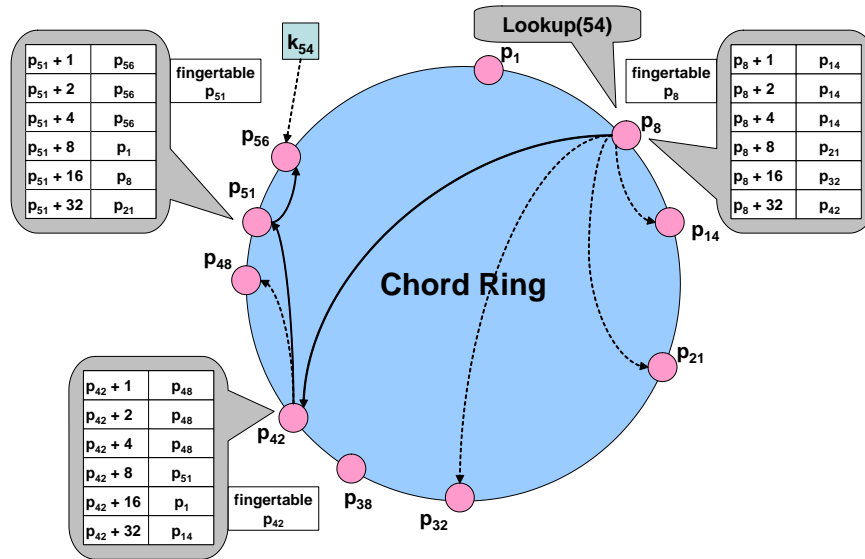 Lookup(54)
k54
p51 + 1 p56
p51 + 2 p56
p51 + 4 p56
p51 + 8 p1
p51 + 16 p8
p51 + 32 p21
fingertable
p51
p1
fingertable
p8
p8 + 1 p14
p8 + 2 p14
p8 + 4 p14
p8 + 8 p21
p8 + 16 p32
p8 + 32 p42
p56
p8
p51
p14
p48
Chord Ring
p21
p42 + 1 p48
p42 + 2 p48
p42 + 4 p48
p42 + 8 p51
p42 + 16 p1
p42 + 32 p14
fingertable
p42
p42
p38
p32